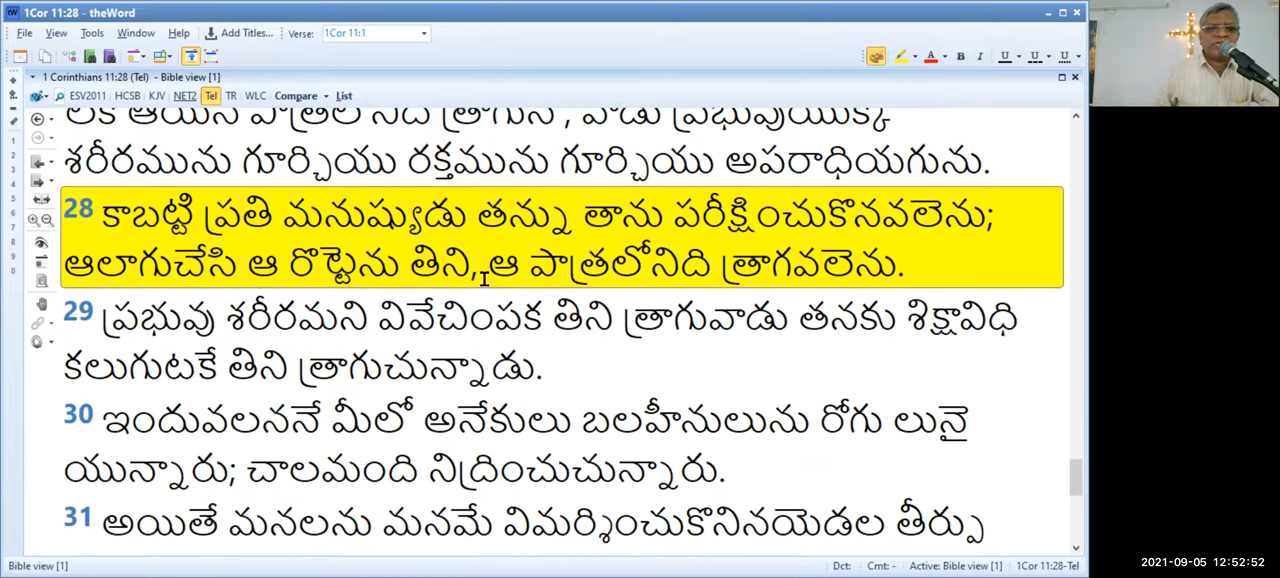 1Cor 11:28 - theWord
File View Tools Window Help Add Titles... Verse: 1Cor 11:1
1 Corinthians 11:28 (Tel) - Bible view [1]
ESV2011 HCSB KJV NET2 Tel TR WLC Compare List
శరీరమును గూర్చియు రక్తమును గూర్చియు అపరాధియగును.
28 కాబట్టి ప్రతి మనుష్యుడు తన్ను తాను పరీక్షించుకొనవలెను;
ఆలాగుచేసి ఆ రొట్టెను తిని, ఆ పాత్రలోనిది త్రాగవలెను.
29 ప్రభువు శరీరమని వివేచింపక తిని త్రాగువాడు తనకు శిక్షావిధి
కలుగుటకే తిని త్రాగుచున్నాడు.
30 ఇందువలననే మీలో అనేకులు బలహీనులును రోగు లునై
యున్నారు; చాలమంది నిద్రించుచున్నారు.
31 అయితే మనలను మనమే విమర్శించుకొనినయెడల తీర్పు
Bible view [1] Dct: Cmt: - Active: Bible view [1] 1Cor 11:28-Tel
2021-09-05 12:52:52